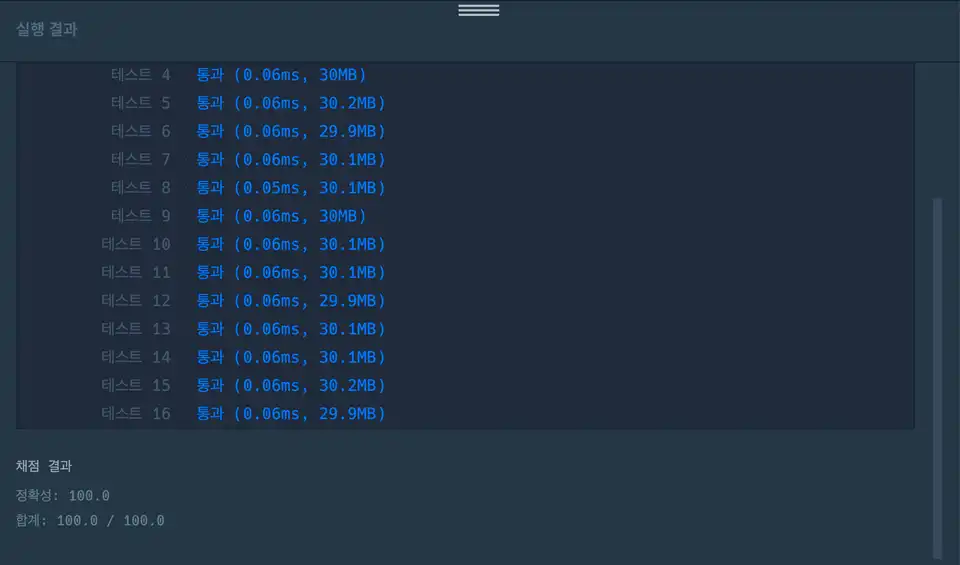 실행 결과
테스트 4 통과 (0.06ms, 30MB)
테스트 5 통과 (0.06ms, 30.2MB)
테스트 6 통과 (0.06ms, 29.9MB)
테스트 7 통과 (0.06ms, 30.1MB)
테스트 8 통과 (0.05ms, 30.1MB)
테스트 9 통과 (0.06ms, 30MB)
테스트 10 통과 (0.06ms, 30.1MB)
테스트 11 통과 (0.06ms, 30.1MB)
테스트 12 통과 (0.06ms, 29.9MB)
테스트 13 통과 (0.06ms, 30.1MB)
테스트 14 통과 (0.06ms, 30.1MB)
테스트 15 통과 (0.06ms, 30.2MB)
테스트 16 통과 (0.06ms, 29.9MB)
채점 결과
정확성: 100.0
합계: 100.0 / 100.0